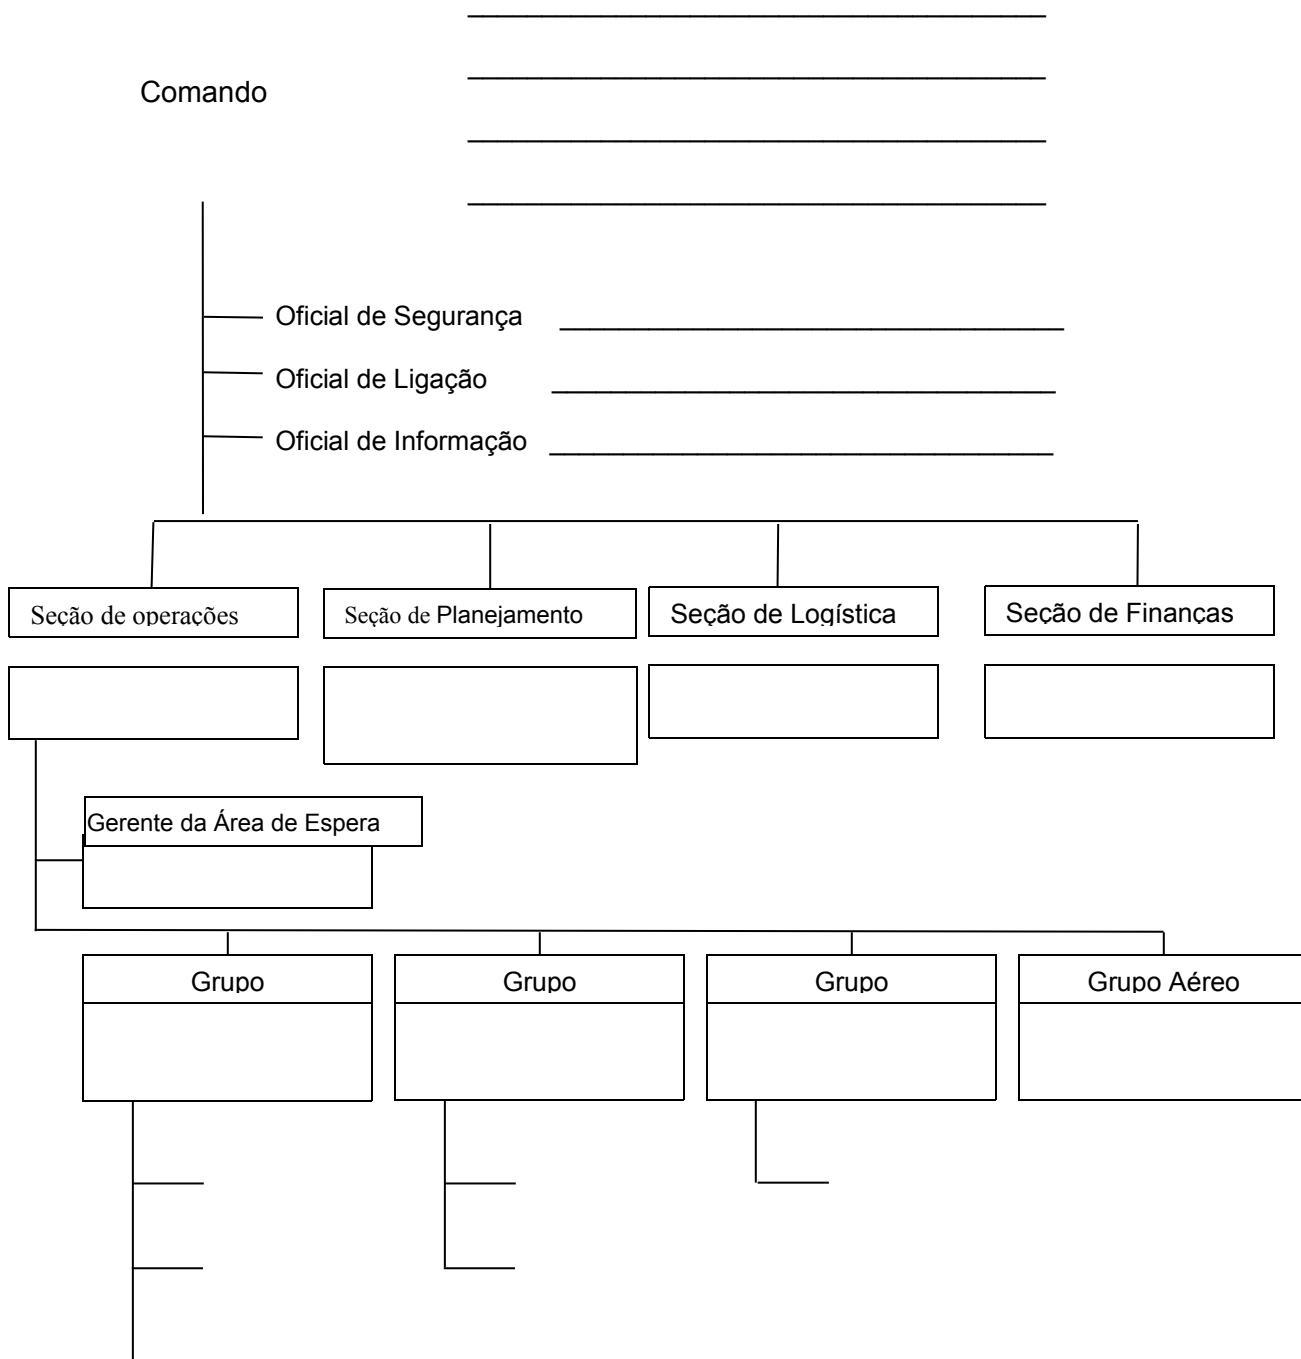 Comando
Oficial de Segurança
Oficial de Ligação
Oficial de Informação
Seção de operações
Seção de Planejamento
Seção de Logística
Seção de Finanças
Gerente da Área de Espera
Grupo
Grupo
Grupo
Grupo Aéreo